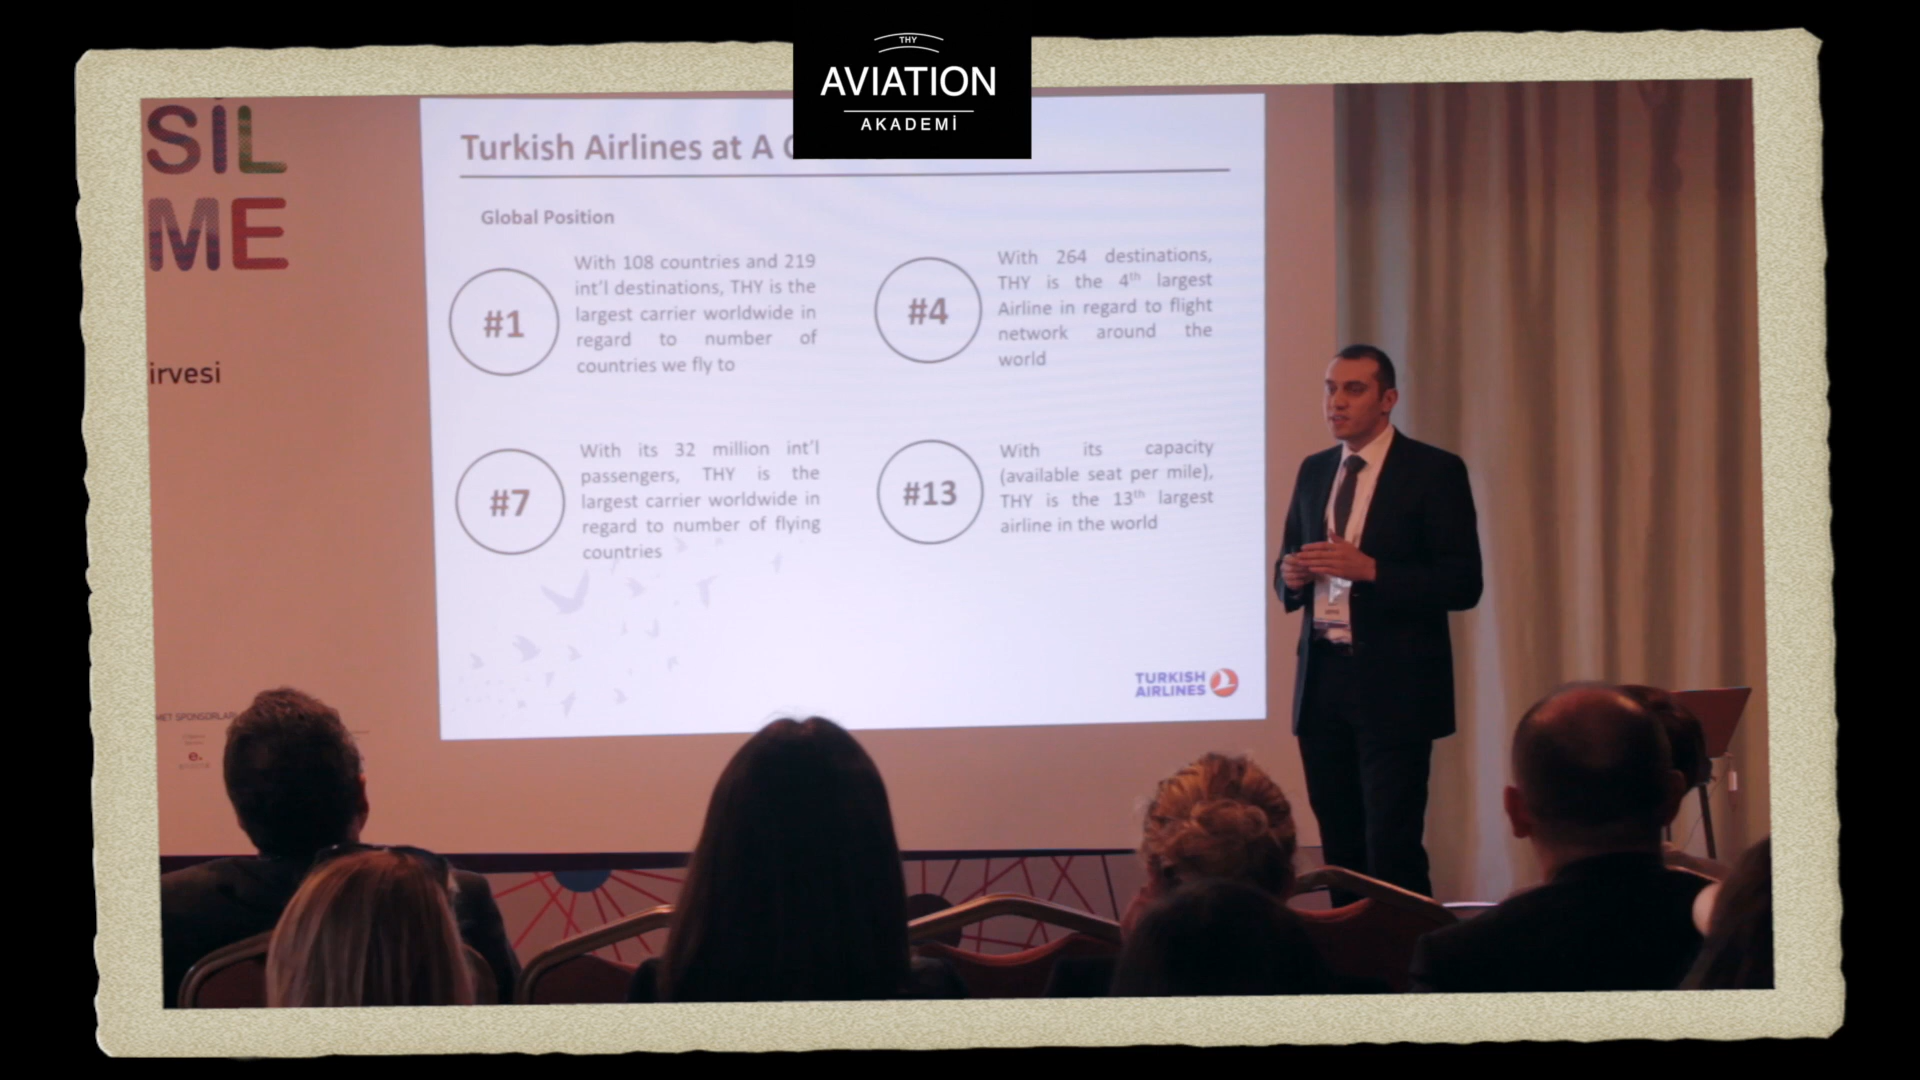 THY
AVIATION
AKADEMİ
SİL
ME
irvesi
Turkish Airlines at A
Global Position
#1
With 108 countries and 219
int'l destinations, THY is the
largest carrier worldwide in
regard to number of
countries we fly to
#4
With 264 destinations,
THY is the 4th largest
Airline in regard to flight
network around the
world
#7
With its 32 million int'l
passengers, THY is the
largest carrier worldwide in
regard to number of flying
countries
#13
With its capacity
(available seat per mile),
THY is the 13th largest
airline in the world
TURKISH
AIRLINES
MET SPONSORLARI
e.